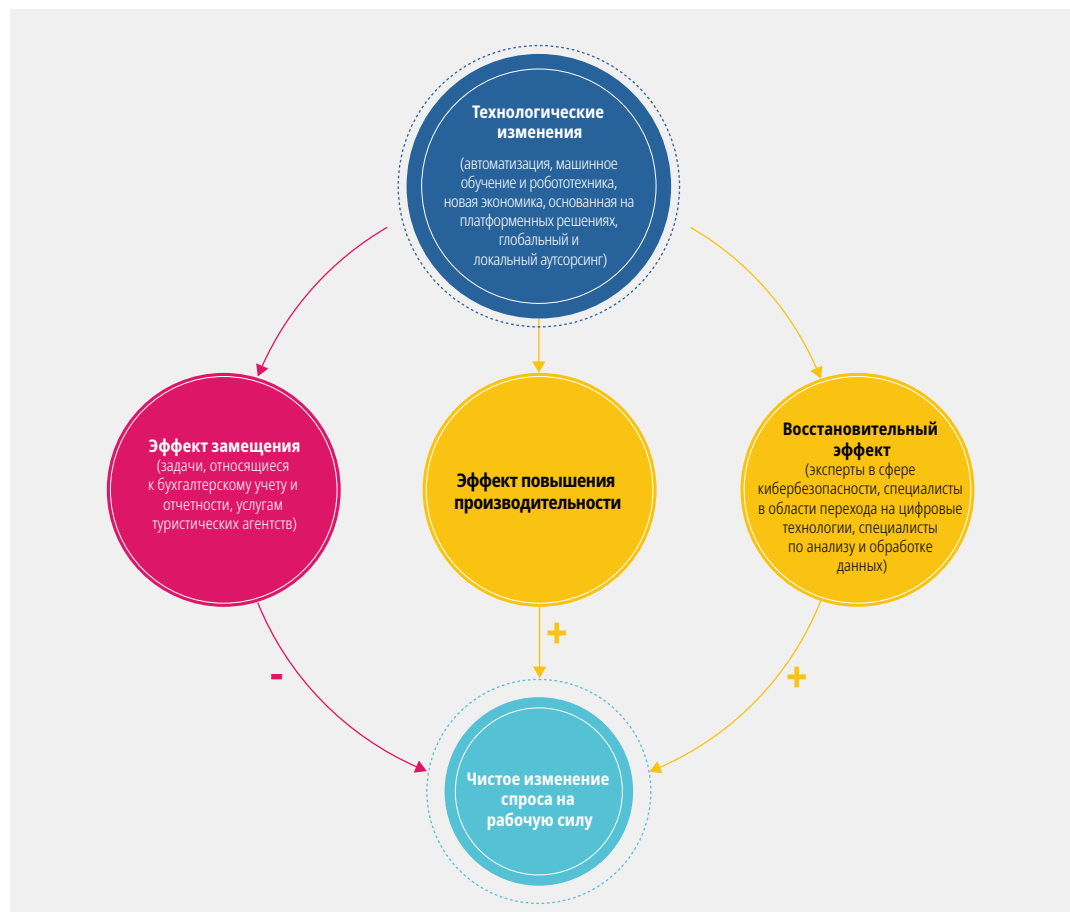 Технологические
изменения
(автоматизация, машинное
обучение и робототехника,
новая экономика, основанная на
платформенных решениях,
глобальный и
локальный аутсорсинг)
Эффект замещения
(задачи, относящиеся
к бухгалтерскому учету и
отчетности, услугам
туристических агентств)
Эффект повышения
производительности
Восстановительный
эффект
(эксперты в сфере
кибербезопасности, специалисты
в области перехода на цифровые
технологии, специалисты
по анализу и обработке
данных)
+
-
+
Чистое изменение
спроса на
рабочую силу